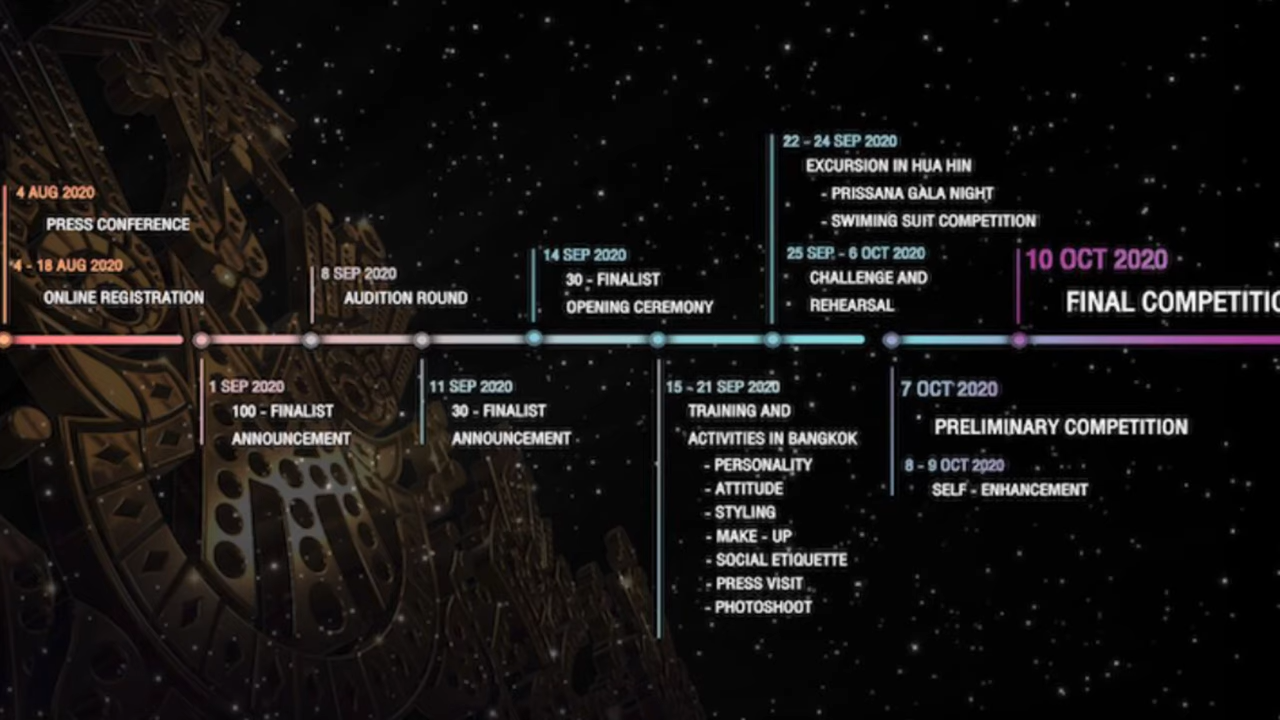 4 AUG 2020
PRESS CONFERENCE
4 - 18 AUG 2020
ONLINE REGISTRATION
1 SEP 2020
100 - FINALIST
ANNOUNCEMENT
8 SEP 2020
AUDITION ROUND
11 SEP 2020
30 - FINALIST
ANNOUNCEMENT
14 SEP 2020
30 - FINALIST
OPENING CEREMONY
15 - 21 SEP 2020
TRAINING AND
ACTIVITIES IN BANGKOK
- PERSONALITY
- ATTITUDE
- STYLING
- MAKE - UP
- SOCIAL ETIQUETTE
- PRESS VISIT
- PHOTOSHOOT
22 - 24 SEP 2020
EXCURSION IN HUA HIN
- PRISSANA GALA NIGHT
- SWIMING SUIT COMPETITION
25 SEP - 6 OCT 2020
CHALLENGE AND
REHEARSAL
7 OCT 2020
PRELIMINARY COMPETITION
8 - 9 OCT 2020
SELF - ENHANCEMENT
10 OCT 2020
FINAL COMPETITIO